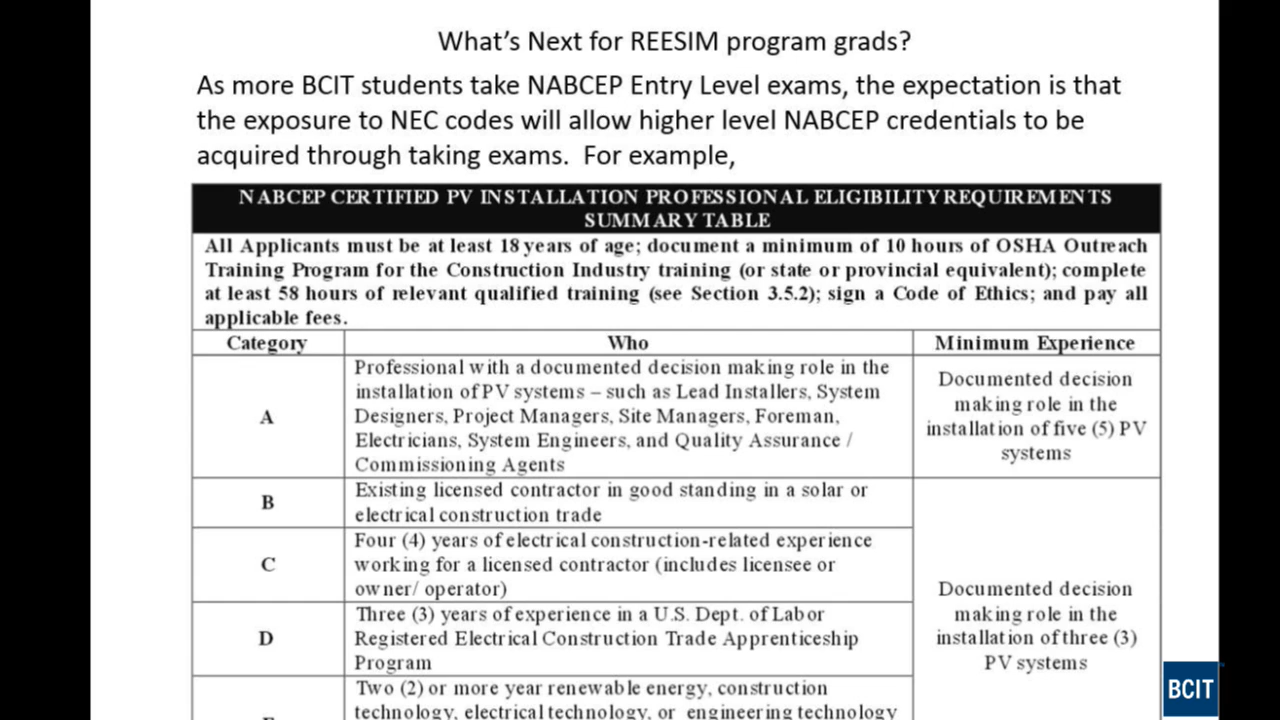 What's Next for REESIM program grads?
As more BCIT students take NABCEP Entry Level exams, the expectation is that
the exposure to NEC codes will allow higher level NABCEP credentials to be
acquired through taking exams. For example,
NABCEP CERTIFIED PV INSTALLATION PROFESSIONAL ELIGIBILITY REQUIREMENTS
SUMMARY TABLE
All Applicants must be at least 18 years of age; document a minimum of 10 hours of OSHA Outreach
Training Program for the Construction Industry training (or state or provincial equivalent); complete
at least 58 hours of relevant qualified training (see Section 3.5.2); sign a Code of Ethics; and pay all
applicable fees.
Category Who Minimum Experience
A
Professional with a documented decision making role in the
installation of PV systems – such as Lead Installers, System
Designers, Project Managers, Site Managers, Foreman,
Electricians, System Engineers, and Quality Assurance /
Commissioning Agents
Documented decision
making role in the
installation of five (5) PV
systems
B
Existing licensed contractor in good standing in a solar or
electrical construction trade
C
Four (4) years of electrical construction-related experience
working for a licensed contractor (includes licensee or
owner/ operator)
D
Three (3) years of experience in a U.S. Dept. of Labor
Registered Electrical Construction Trade Apprenticeship
Program
Documented decision
making role in the
installation of three (3)
PV systems
Two (2) or more year renewable energy, construction
technology, electrical technology, or engineering technology
BCIT